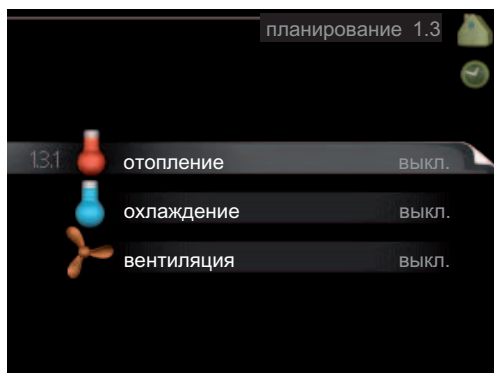 планирование 1.3
1.3.1 отопление выкл.
охлаждение выкл.
вентиляция выкл.